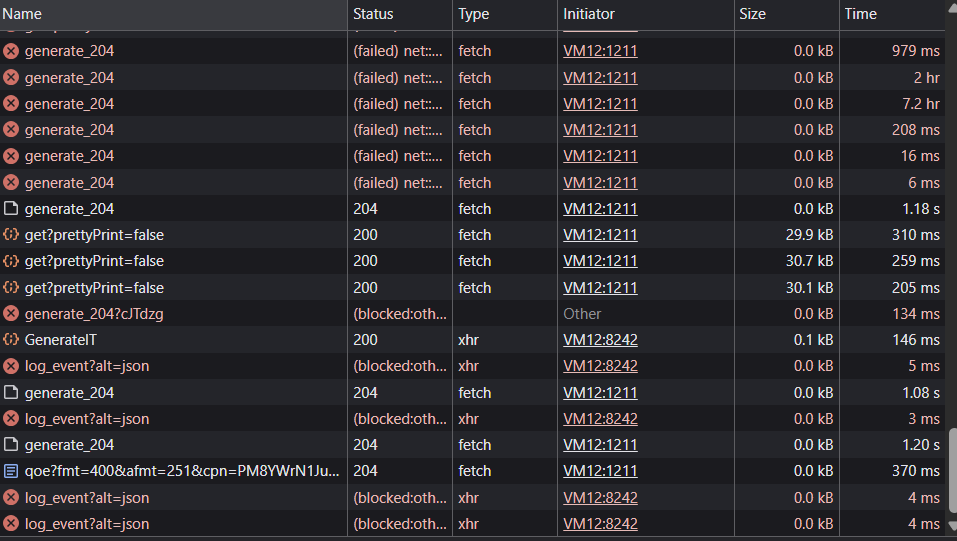 Name Status Type Initiator Size Time
generate_204 (failed) net::... fetch VM12:1211 0.0 kB 979 ms
generate_204 (failed) net::... fetch VM12:1211 0.0 kB 2 hr
generate_204 (failed) net::... fetch VM12:1211 0.0 kB 7.2 hr
generate_204 (failed) net::... fetch VM12:1211 0.0 kB 208 ms
generate_204 (failed) net::... fetch VM12:1211 0.0 kB 16 ms
generate_204 (failed) net::... fetch VM12:1211 0.0 kB 6 ms
generate_204 204 fetch VM12:1211 0.0 kB 1.18 s
get?prettyPrint=false 200 fetch VM12:1211 29.9 kB 310 ms
get?prettyPrint=false 200 fetch VM12:1211 30.7 kB 259 ms
get?prettyPrint=false 200 fetch VM12:1211 30.1 kB 205 ms
generate_204?cJTdzg (blocked:oth... Other 0.0 kB 134 ms
GenerateIT 200 xhr VM12:8242 0.1 kB 146 ms
log_event?alt=json (blocked:oth... xhr VM12:8242 0.0 kB 5 ms
generate_204 204 fetch VM12:1211 0.0 kB 1.08 s
log_event?alt=json (blocked:oth... xhr VM12:8242 0.0 kB 3 ms
generate_204 204 fetch VM12:1211 0.0 kB 1.20 s
qoe?fmt=400&afmt=251&cpn=PM8YWrN1Ju... 204 fetch VM12:1211 0.0 kB 370 ms
log_event?alt=json (blocked:oth... xhr VM12:8242 0.0 kB 4 ms
log_event?alt=json (blocked:oth... xhr VM12:8242 0.0 kB 4 ms